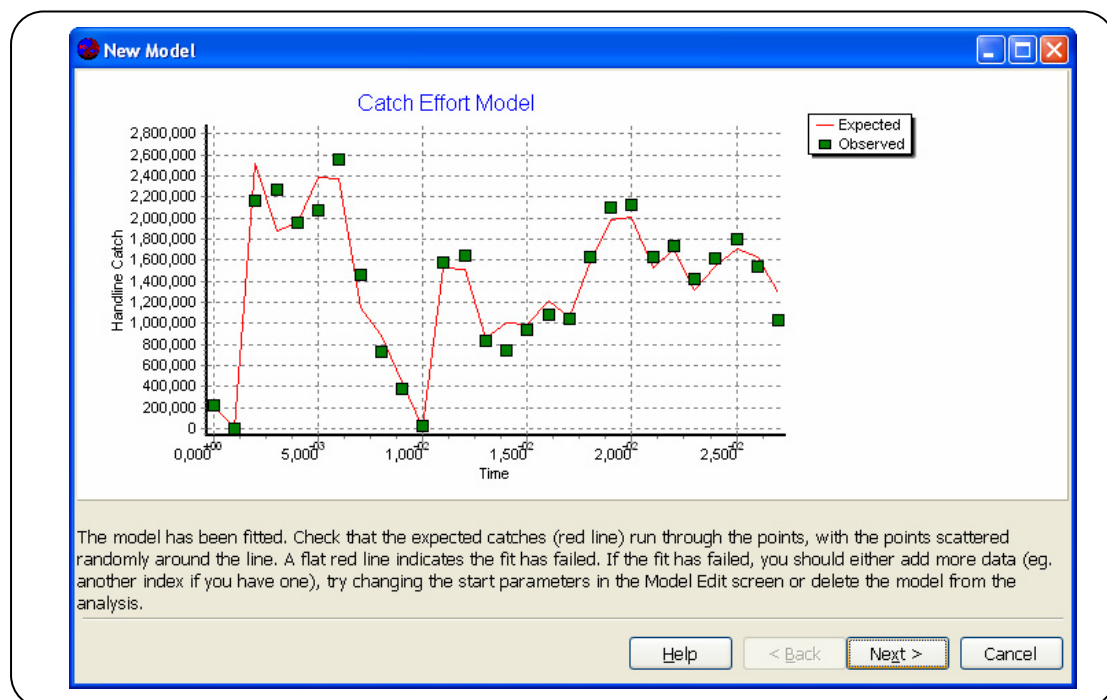 New Model
Catch Effort Model
Expected
Observed
2,800,000
2,600,000
2,400,000
2,200,000
2,000,000
1,800,000
1,600,000
1,400,000
1,200,000
1,000,000
800,000
600,000
400,000
200,000
0
Handline Catch
0,000+00 5,000-03 1,000-02 1,500-02 2,000-02 2,500-02
Time
The model has been fitted. Check that the expected catches (red line) run through the points, with the points scattered
randomly around the line. A flat red line indicates the fit has failed. If the fit has failed, you should either add more data (eg.
another index if you have one), try changing the start parameters in the Model Edit screen or delete the model from the
analysis.
Help < Back Next > Cancel